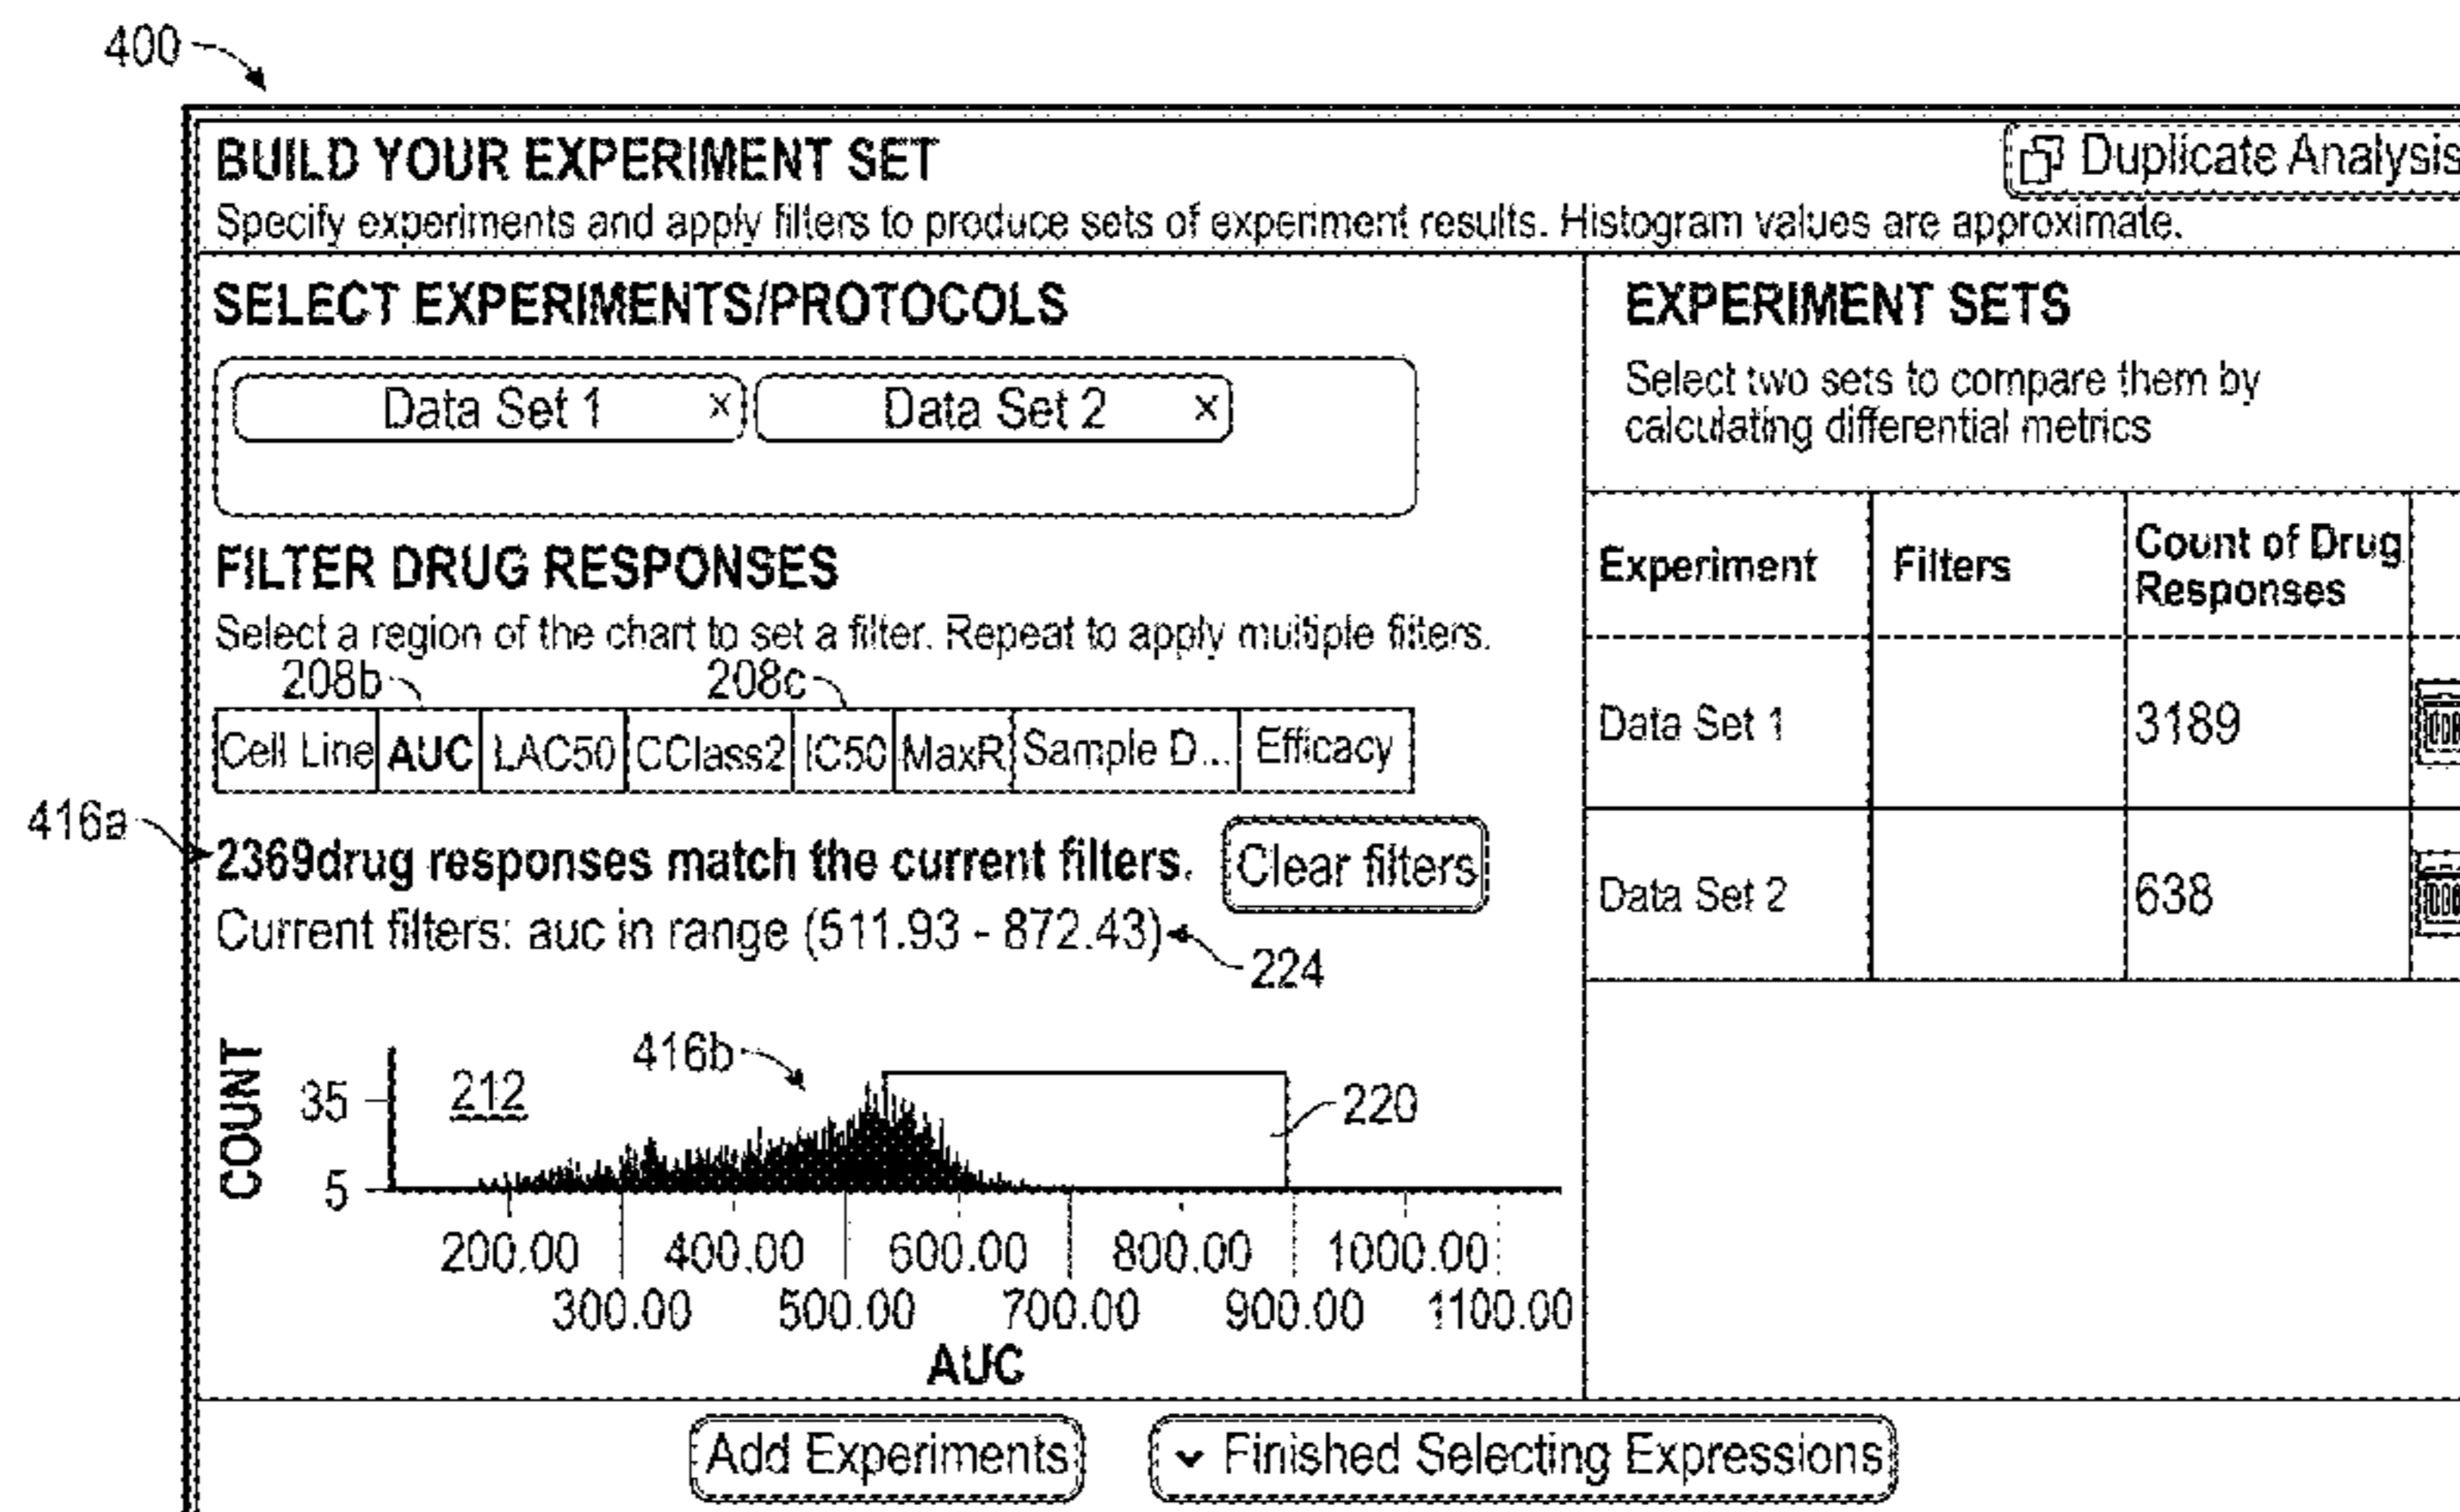 400
BUILD YOUR EXPERIMENT SET
Duplicate Analysis
Specify experiments and apply filters to produce sets of experiment results. Histogram values are approximate.
SELECT EXPERIMENTS/PROTOCOLS
Data Set 1 x Data Set 2 x
FILTER DRUG RESPONSES
Select a region of the chart to set a filter. Repeat to apply multiple filters.
208b 208c
Cell Line AUC LAC50 CClass2 IC50 MaxR Sample D... Efficacy
416a
2369drug responses match the current filters. Clear filters
Current filters: auc in range (511.93 - 872.43)
224
COUNT
35
5
212
416b
220
200.00 400.00 600.00 800.00 1000.00
300.00 500.00 700.00 900.00 1100.00
AUC
EXPERIMENT SETS
Select two sets to compare them by
calculating differential metrics
Experiment Filters Count of Drug
Responses
Data Set 1 3189
Data Set 2 638
Add Experiments Finished Selecting Expressions